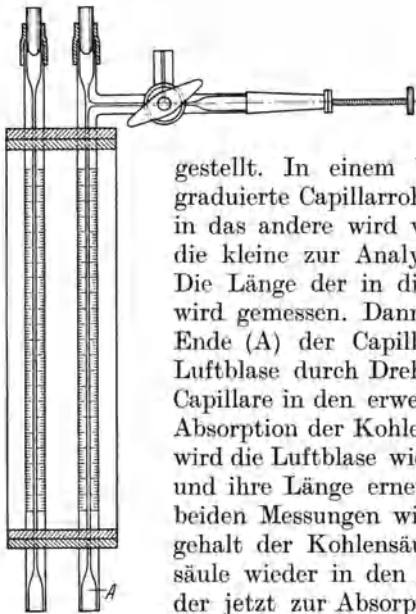 gestellt. In einem
graduierte Capillarroh
in das andere wird
die kleine zur Analy
Die Länge der in di
wird gemessen. Dann
Ende (A) der Capill
Luftblase durch Dreh
Capillare in den erwe
Absorption der Kohle
wird die Luftblase wie
und ihre Länge erne
beiden Messungen wi
gehalt der Kohlensäu
säule wieder in den
der jetzt zur Absorp
A